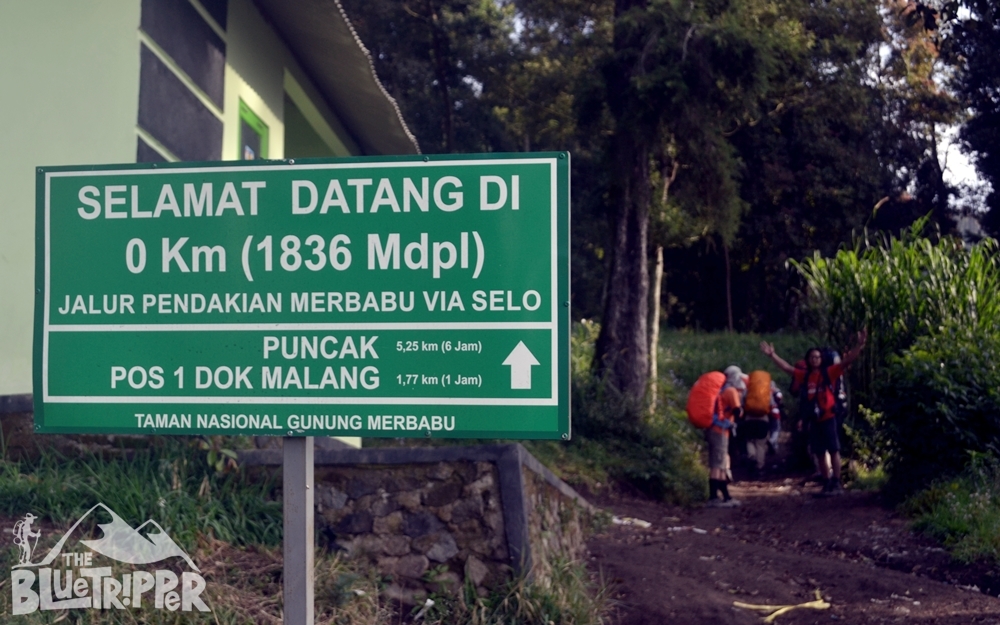 SELAMAT DATANG DI
0 Km (1836 Mdpl)
JALUR PENDAKIAN MERBABU VIA SELO
PUNCAK 5,25 km (6 Jam)
POS 1 DOK MALANG 1,77 km (1 Jam)
TAMAN NASIONAL GUNUNG MERBABU
THE
BLUETRIPPER